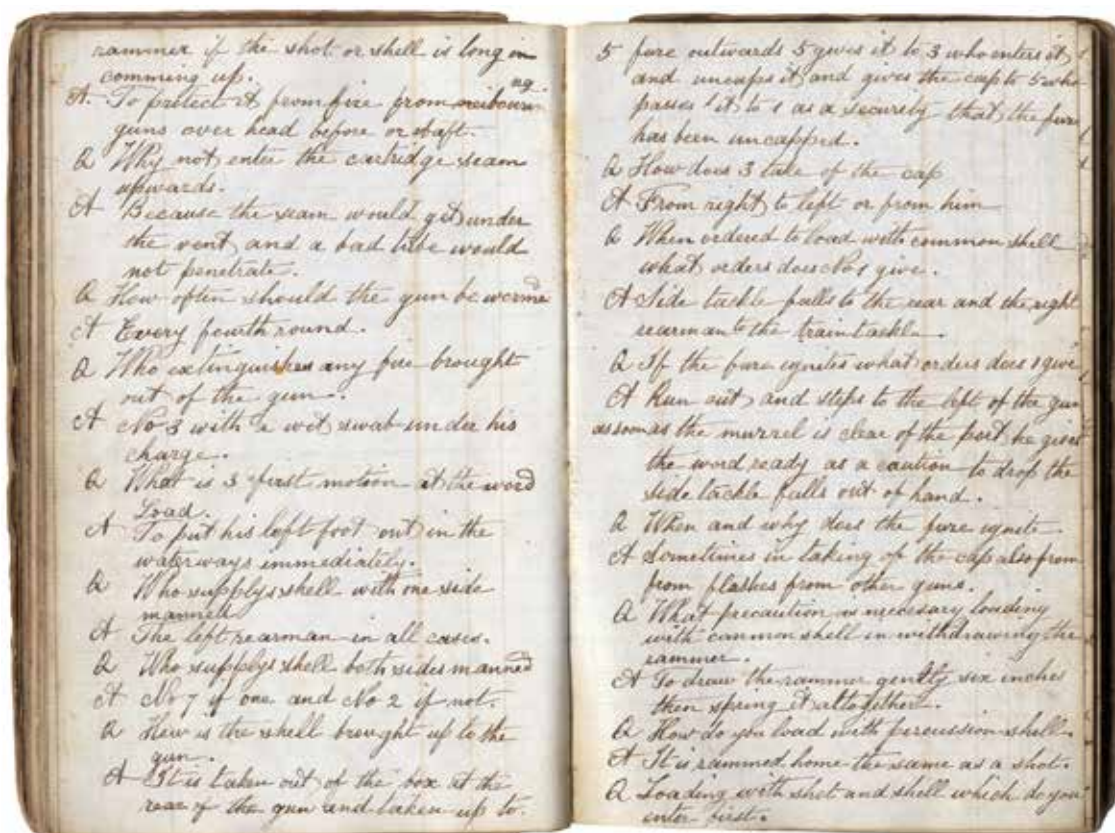 rammer if the shot or shell is long in
comming up.
A. To protect it from fire from neibouring
guns over head before or abaft.
Q Why not enter the cartridge seam
upwards.
A Because the seam would get under
the vent and a bad tube would
not penetrate.
Q How often should the gun be wormed
A Every fourth round.
Q Who extinguishes any fire brought
out of the gun.
A No 3 with a wet swab under his
charge.
Q What is 3 first motion at the word
Load.
A To put his left foot out in the
waterways immediately.
Q Who supplys shell with one side
manned
A The left rearman in all cases.
Q Who supplys shell both sides manned
A No 7 if one and No 2 if not.
Q How is the shell brought up to the
gun.
A It is taken out of the box at the
rear of the gun and taken up to
5 fuze outwards 5 gives it to 3 who enters it
and uncaps it and gives the cap to 5 who
passes it to 1 as a securety that the fuze
has been uncapped.
Q How does 3 take of the cap
A From right to left or from him
Q When ordered to load with common shell
what orders does No 1 give.
A Side tackle falls to the rear and the right
rearman to the train tackle.
Q If the fuze ignites what orders does 1 give
A Run out and steps to the left of the gun
as soon as the muzzel is clear of the port he gives
the word ready as a caution to drop the
side tackle falls out of hand.
Q When and why does the fuze ignite.
A Sometimes in taking of the cap also from
from flashes from other guns.
Q What precaution is necesary loading
with common shell in withdrawing the
rammer.
A To draw the rammer gently six inches
then spring it altogether.
Q How do you load with percussion shell.
A It is rammed home the same as a shot.
Q Loading with shot and shell which do you
enter first.